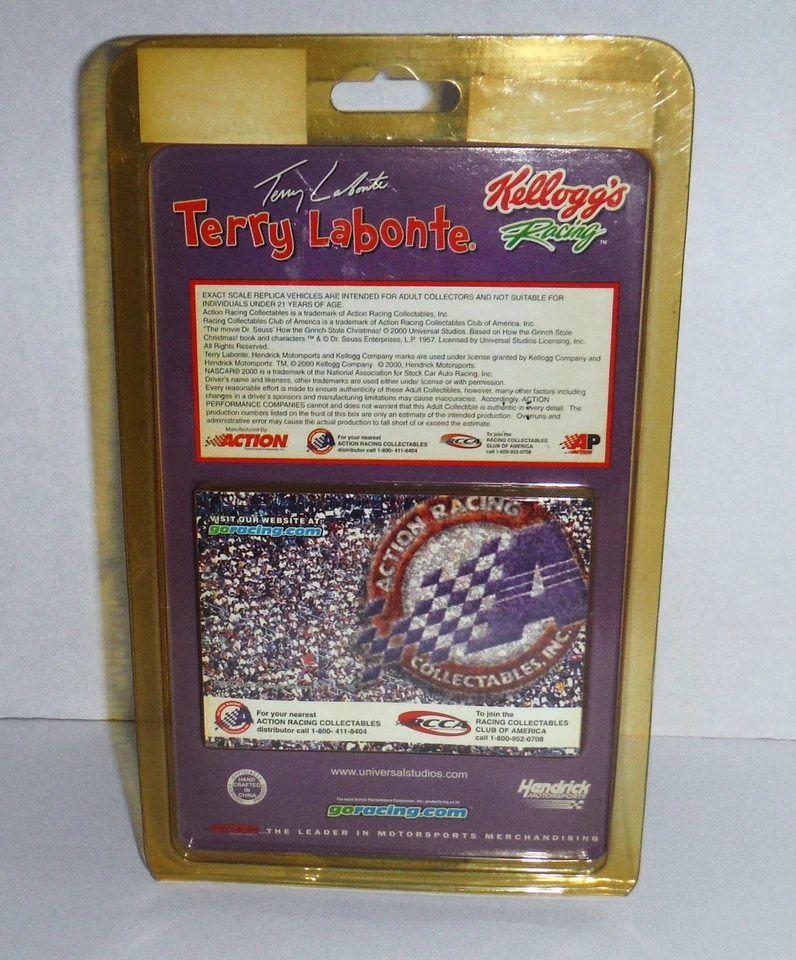 Terry Labonte
Kellogg's
Terry Labonte®
Racing™
EXACT SCALE REPLICA VEHICLES ARE INTENDED FOR ADULT COLLECTORS AND NOT SUITABLE FOR
INDIVIDUALS UNDER 21 YEARS OF AGE.
Action Racing Collectables is a trademark of Action Racing Collectables, Inc.
Racing Collectables Club of America is a trademark of Action Racing Collectables Club of America, Inc.
"The movie Dr. Seuss' How the Grinch Stole Christmas! © 2000 Universal Studios. Based on How the Grinch Stole
Christmas! book and characters ™ & © Dr. Seuss Enterprises, L.P. 1957. Licensed by Universal Studios Licensing, Inc.
All Rights Reserved.
Terry Labonte, Hendrick Motorsports and Kellogg Company marks are used under license granted by Kellogg Company and
Hendrick Motorsports. TM, © 2000 Kellogg Company. © 2000, Hendrick Motorsports.
NASCAR® 2000 is a trademark of the National Association for Stock Car Auto Racing, Inc.
Driver's name and likeness, other trademarks are used either under license or with permission.
Every reasonable effort is made to ensure authenticity of these Adult Collectibles, however, many other factors including
changes in a driver's sponsors and manufacturing limitations may cause inaccuracies. Accordingly, ACTION
PERFORMANCE COMPANIES cannot and does not warrant that this Adult Collectible is authentic in every detail. The
production numbers listed on the front of this box are only an estimate of the intended production. Overruns and
administrative error may cause the actual production to fall short of or exceed the estimate.
Manufactured By:
ACTION
For your nearest
ACTION RACING COLLECTABLES
distributor call 1-800- 411-8404
RCCA
To join the
RACING COLLECTABLES
CLUB OF AMERICA
call 1-800-952-0708
AP
ACTION
VISIT OUR WEBSITE AT:
goracing.com
ACTION RACING
COLLECTABLES, INC.
For your nearest
ACTION RACING COLLECTABLES
distributor call 1-800- 411-8404
RCCA
To join the
RACING COLLECTABLES
CLUB OF AMERICA
call 1-800-952-0708
www.universalstudios.com
HAND
CRAFTED
IN
CHINA
Hendrick
MOTORSPORTS
goracing.com
ACTION ...THE LEADER IN MOTORSPORTS MERCHANDISING